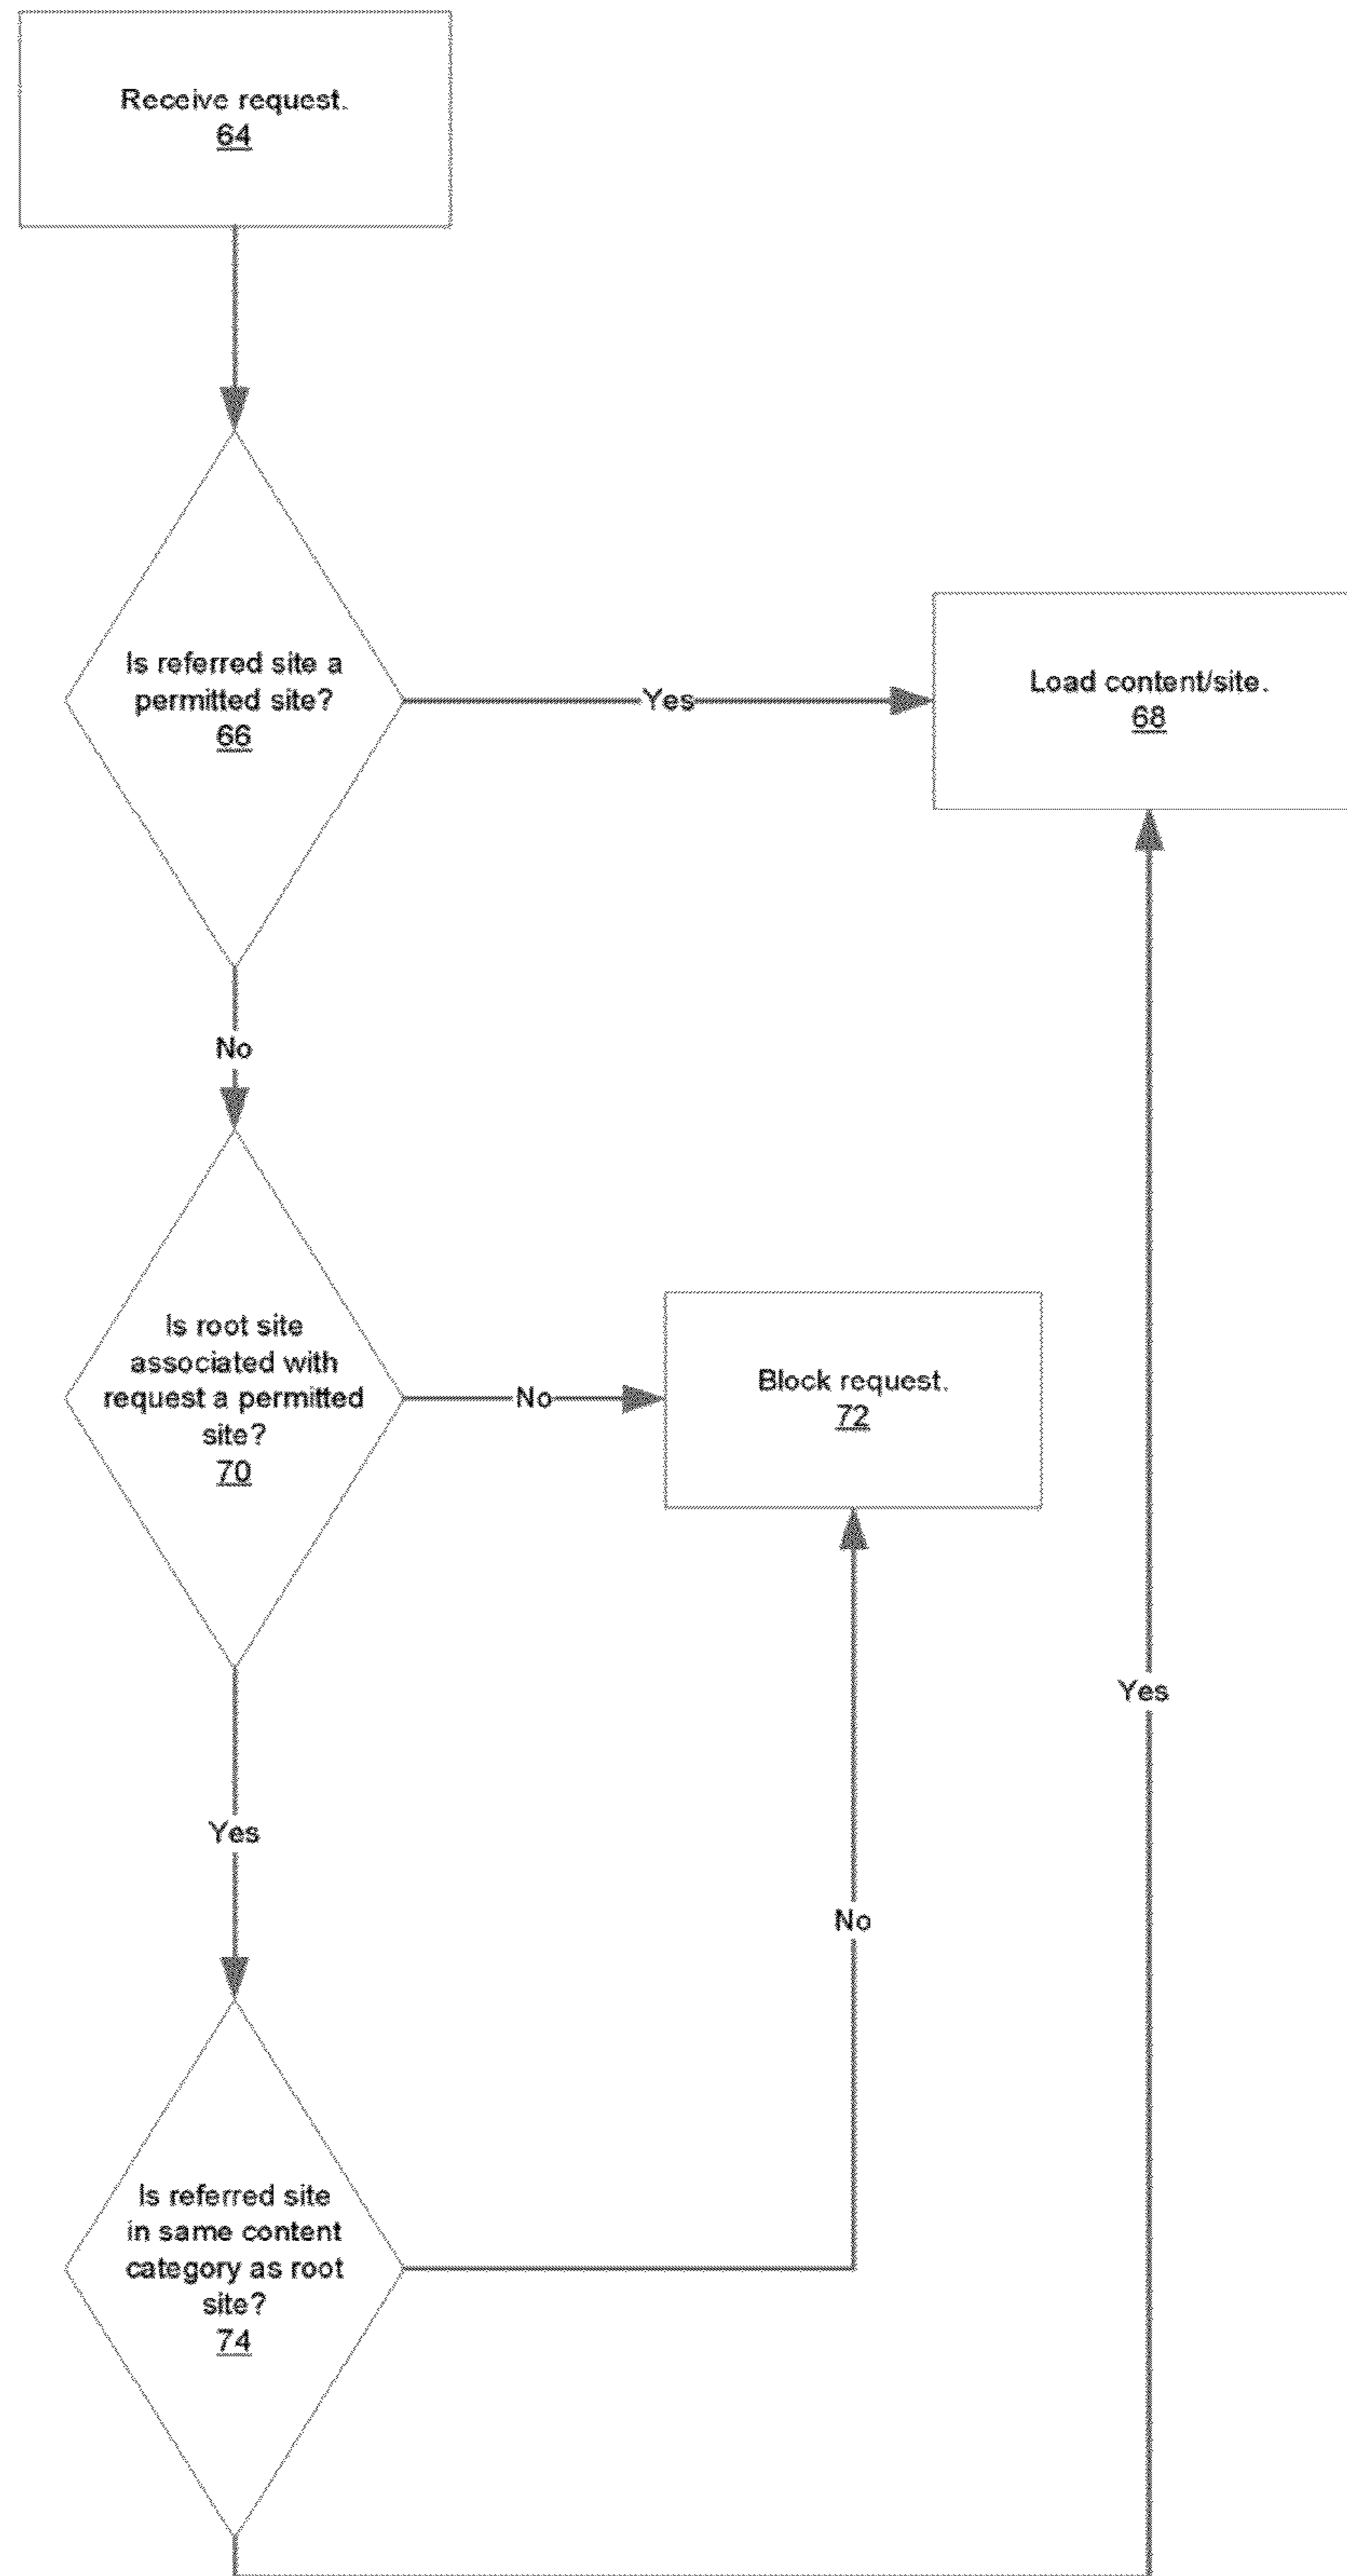 Receive request.
64
Is referred site a
permitted site?
66
Yes
Load content/site.
68
No
Is root site
associated with
request a permitted
site?
70
No
Block request.
72
Yes
Yes
No
Is referred site
in same content
category as root
site?
74